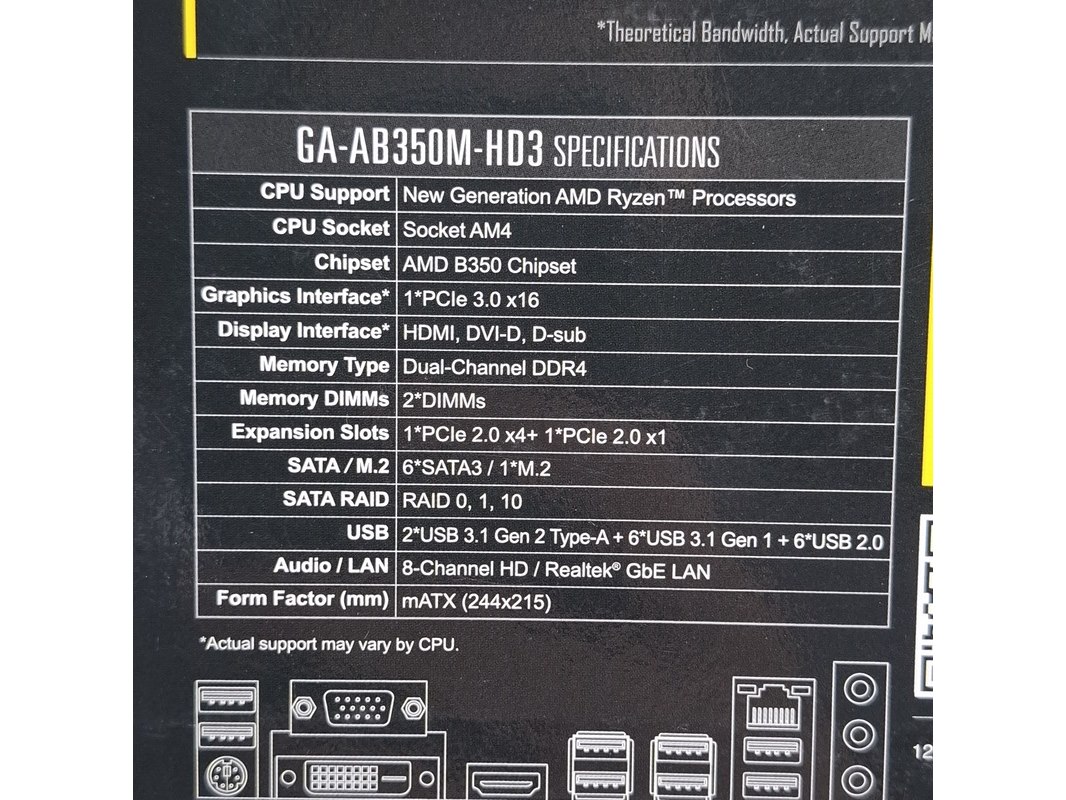 *Theoretical Bandwidth, Actual Support
GA-AB350M-HD3 SPECIFICATIONS
CPU Support New Generation AMD Ryzen™ Processors
CPU Socket Socket AM4
Chipset AMD B350 Chipset
Graphics Interface* 1*PCIe 3.0 x16
Display Interface* HDMI, DVI-D, D-sub
Memory Type Dual-Channel DDR4
Memory DIMMs 2*DIMMs
Expansion Slots 1*PCIe 2.0 x4+ 1*PCIe 2.0 x1
SATA / M.2 6*SATA3 / 1*M.2
SATA RAID RAID 0, 1, 10
USB 2*USB 3.1 Gen 2 Type-A + 6*USB 3.1 Gen 1 + 6*USB 2.0
Audio / LAN 8-Channel HD / Realtek® GbE LAN
Form Factor (mm) mATX (244x215)
*Actual support may vary by CPU.